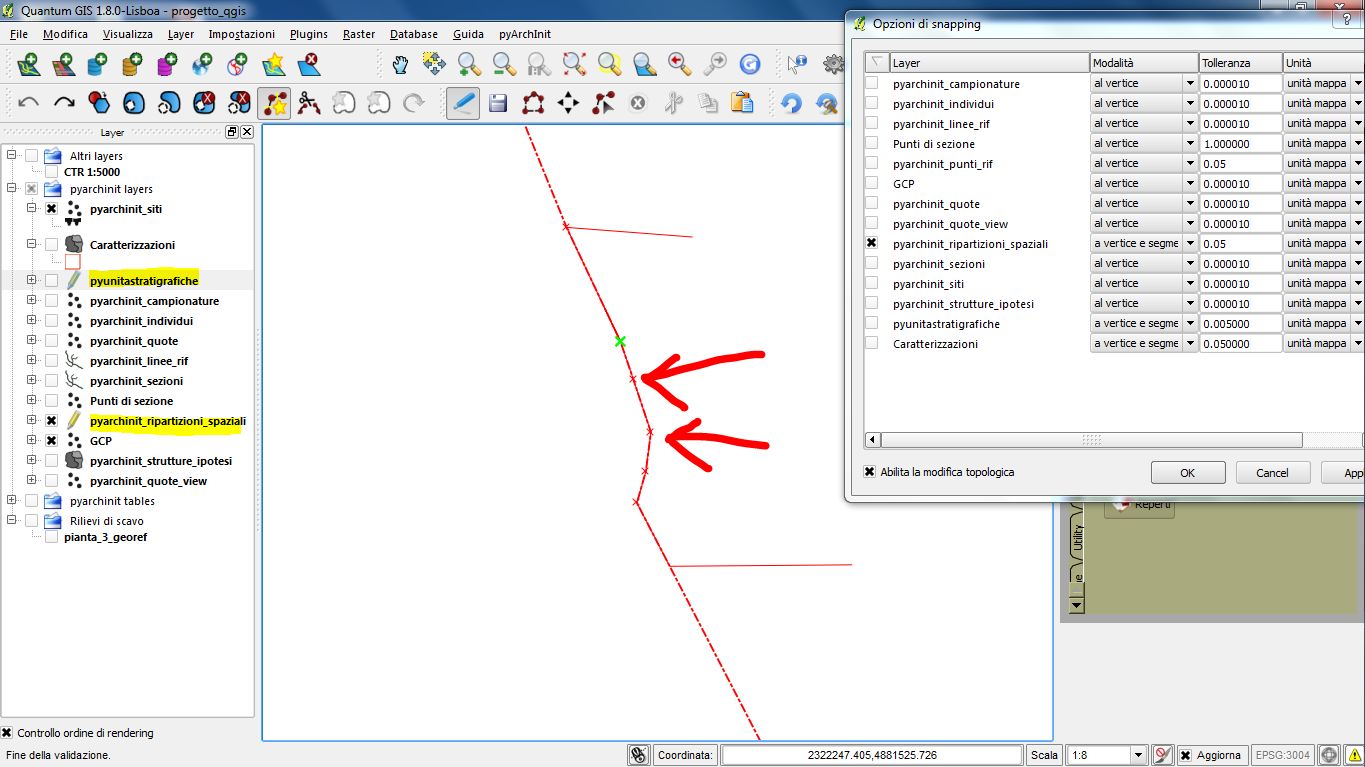 Quantum GIS 1.8.0-Lisboa - progetto_qgis
File Modifica Visualizza Layer Impostazioni Plugins Raster Database Guida pyArchInit
Layer
Altri layers
CTR 1:5000
pyarchinit layers
pyarchinit_siti
Caratterizzazioni
pyunitastratigrafiche
pyarchinit_campionature
pyarchinit_individui
pyarchinit_quote
pyarchinit_linee_rif
pyarchinit_sezioni
Punti di sezione
pyarchinit_ripartizioni_spaziali
GCP
pyarchinit_strutture_ipotesi
pyarchinit_quote_view
pyarchinit tables
Rilievi di scavo
pianta_3_georef
Controllo ordine di rendering
Opzioni di snapping
Layer Modalità Tolleranza Unità
pyarchinit_campionature al vertice 0.000010 unità mappa
pyarchinit_individui al vertice 0.000010 unità mappa
pyarchinit_linee_rif al vertice 0.000010 unità mappa
Punti di sezione al vertice 1.000000 unità mappa
pyarchinit_punti_rif al vertice 0.05 unità mappa
GCP al vertice 0.000010 unità mappa
pyarchinit_quote al vertice 0.000010 unità mappa
pyarchinit_quote_view al vertice 0.000010 unità mappa
pyarchinit_ripartizioni_spaziali a vertice e segme 0.05 unità mappa
pyarchinit_sezioni al vertice 0.000010 unità mappa
pyarchinit_siti al vertice 0.000010 unità mappa
pyarchinit_strutture_ipotesi al vertice 0.000010 unità mappa
pyunitastratigrafiche a vertice e segme 0.005000 unità mappa
Caratterizzazioni a vertice e segme 0.050000 unità mappa
Abilita la modifica topologica OK Cancel App
Reperti
Utility
Fine della validazione. Coordinata: 2322247.405,4881525.726 Scala 1:8 Aggiorna EPSG:3004